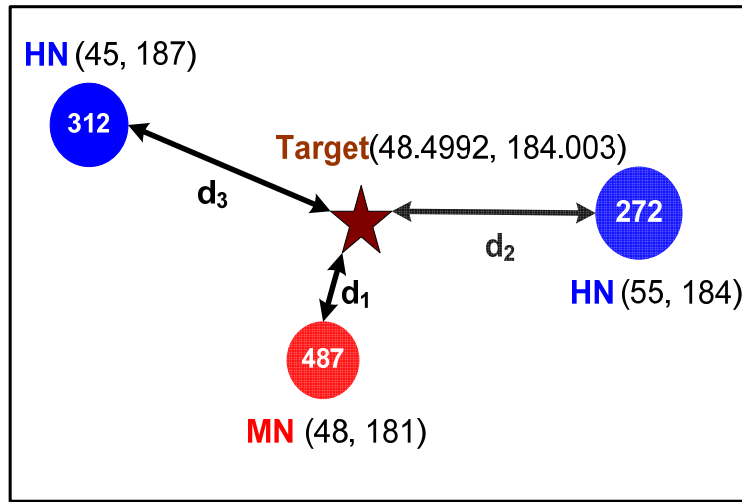 HN (45, 187)
312
Target(48.4992, 184.003)
272
d3
d2
HN (55, 184)
d1
487
MN (48, 181)